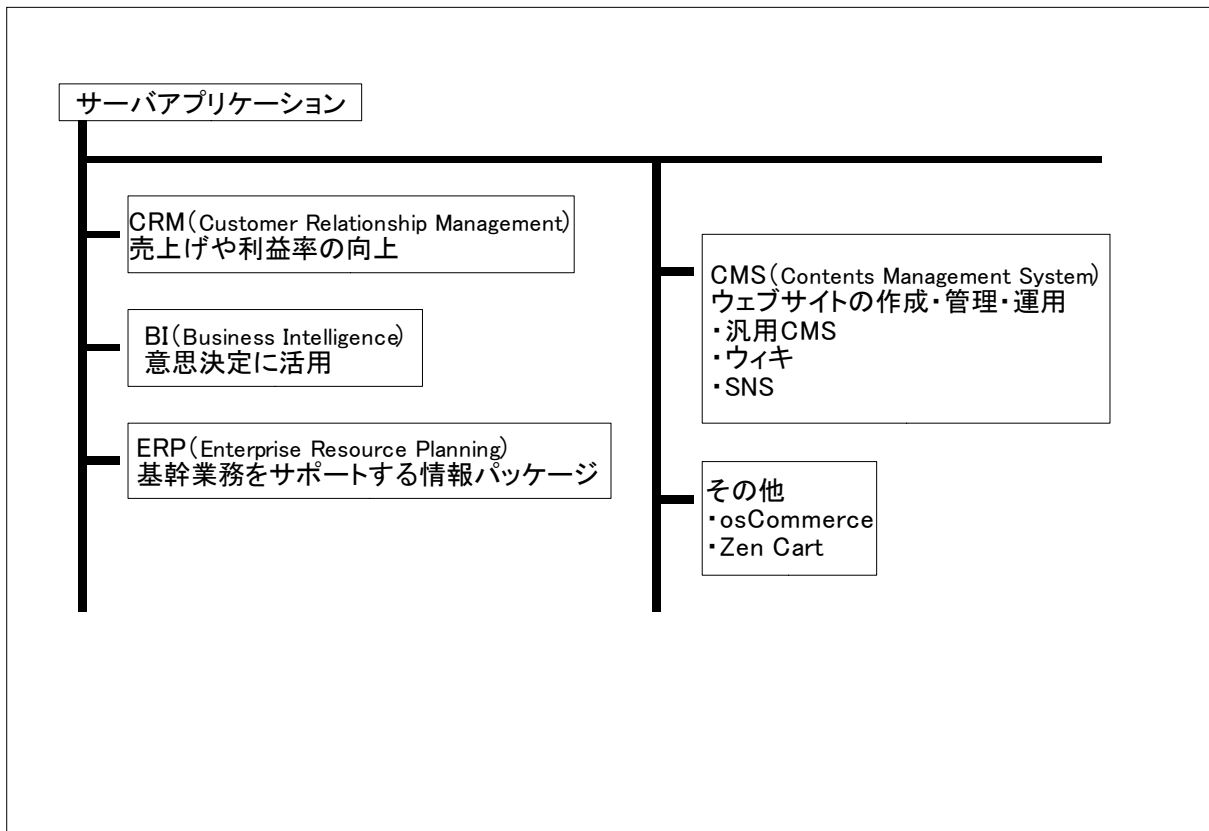 サーバアプリケーション
CRM(Customer Relationship Management)
売上げや利益率の向上
BI(Business Intelligence)
意思決定に活用
ERP(Enterprise Resource Planning)
基幹業務をサポートする情報パッケージ
CMS(Contents Management System)
ウェブサイトの作成・管理・運用
・汎用CMS
・ウィキ
・SNS
その他
・osCommerce
・Zen Cart